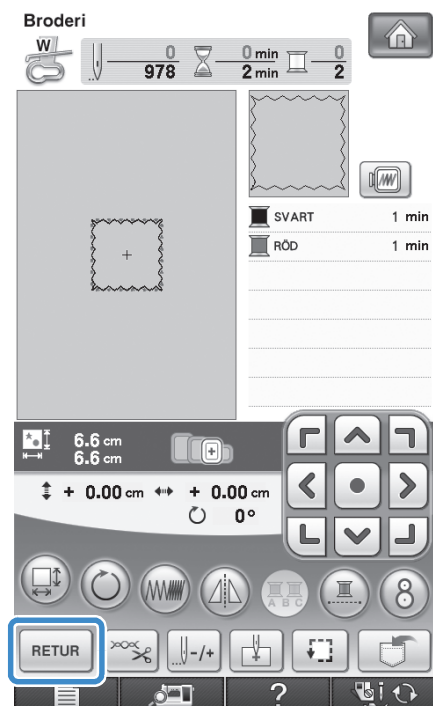 Broderi
W
0 0 min 0
978 2 min 2
SVART 1 min
RÖD 1 min
6.6 cm
6.6 cm
+ 0.00 cm + 0.00 cm
0°
A B C
8
RETUR
-/+
?